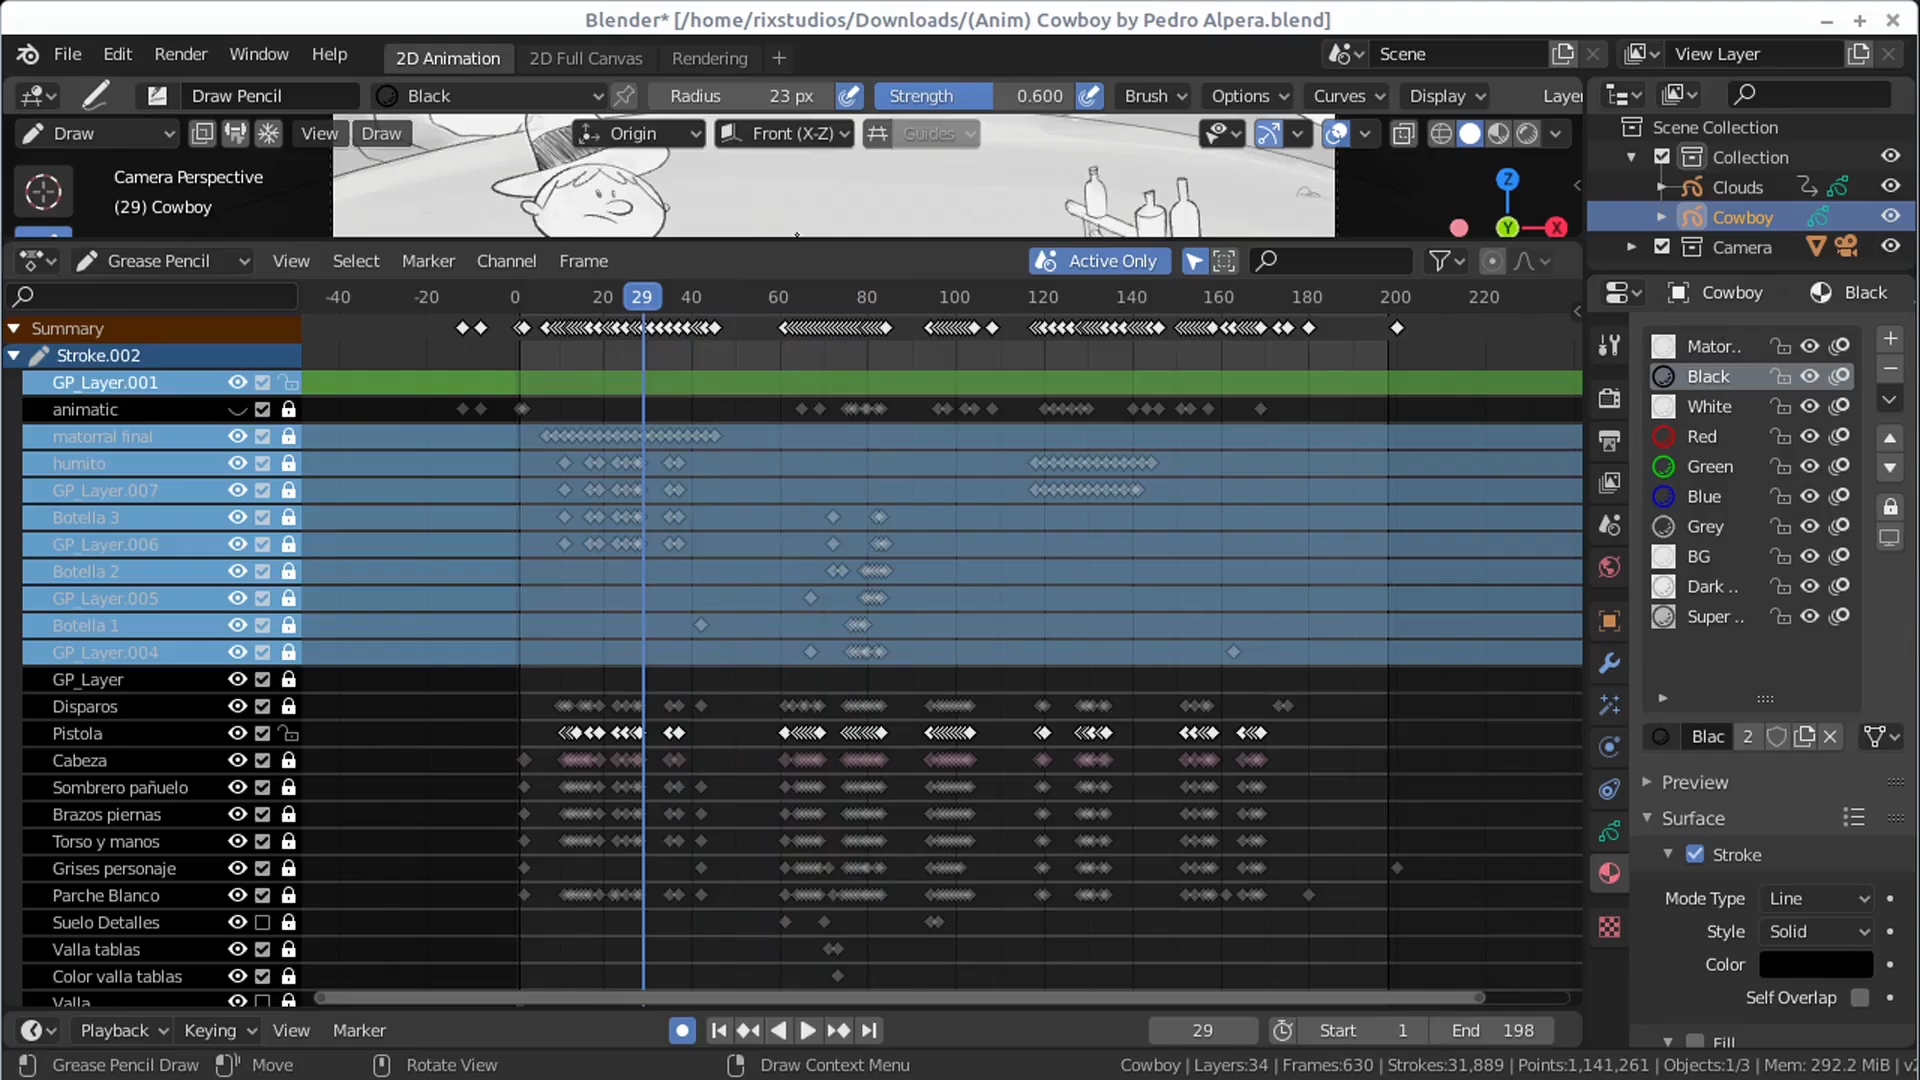 Blender* [/home/rixstudios/Downloads/(Anim) Cowboy by Pedro Alpera.blend]
File Edit Render Window Help 2D Animation 2D Full Canvas Rendering + Scene View Layer
Draw Pencil Black Radius 23 px Strength 0.600 Brush Options Curves Display Layer
Draw View Draw Origin Front (X-Z) Guides
Camera Perspective
(29) Cowboy
Z
Y
X
Scene Collection
Collection
Clouds
Cowboy
Camera
Grease Pencil View Select Marker Channel Frame Active Only
-40 -20 0 20 29 40 60 80 100 120 140 160 180 200 220
Summary
Stroke.002
GP_Layer.001
animatic
matorral final
humito
GP_Layer.007
Botella 3
GP_Layer.006
Botella 2
GP_Layer.005
Botella 1
GP_Layer.004
GP_Layer
Disparos
Pistola
Cabeza
Sombrero pañuelo
Brazos piernas
Torso y manos
Grises personaje
Parche Blanco
Suelo Detalles
Valla tablas
Color valla tablas
Valla
Cowboy Black
Mator..
Black
White
Red
Green
Blue
Grey
BG
Dark ..
Super ..
Blac 2
Preview
Surface
Stroke
Mode Type Line
Style Solid
Color
Self Overlap
Fill
Playback Keying View Marker 29 Start 1 End 198
Grease Pencil Draw Move Rotate View Draw Context Menu Cowboy | Layers:34 | Frames:630 | Strokes:31,889 | Points:1,141,261 | Objects:1/3 | Mem: 292.2 MiB |